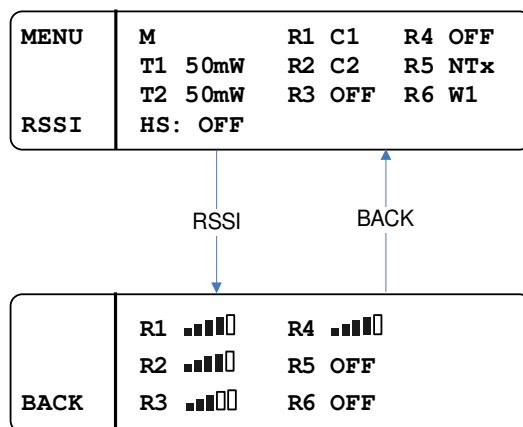 MENU M R1 C1 R4 OFF
T1 50mW R2 C2 R5 NTx
T2 50mW R3 OFF R6 W1
RSSI HS: OFF
RSSI BACK
R1 R4
R2 R5 OFF
BACK R3 R6 OFF